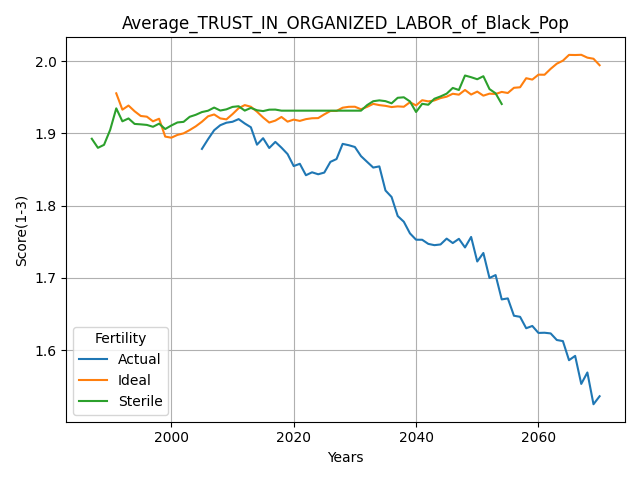 Average_TRUST_IN_ORGANIZED_LABOR_of_Black_Pop
Score(1-3)
2.0
1.9
1.8
1.7
1.6
Fertility
Actual
Ideal
Sterile
2000 2020 2040 2060
Years